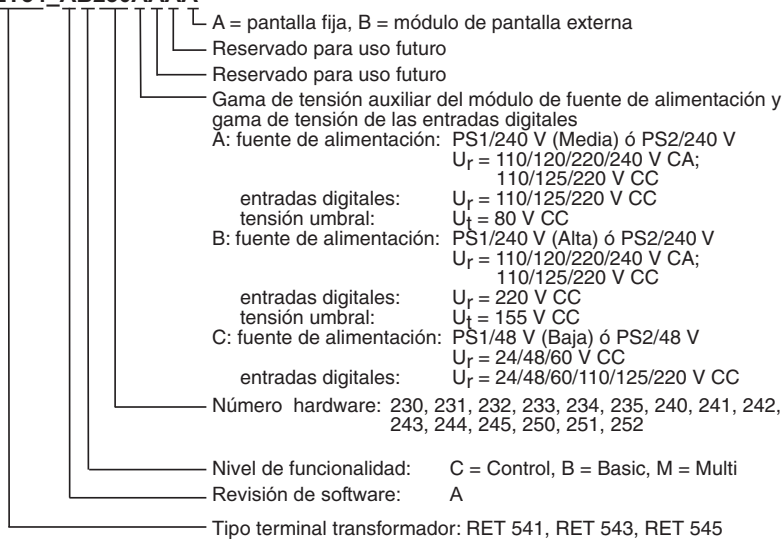 A = pantalla fija, B = módulo de pantalla externa
Reservado para uso futuro
Reservado para uso futuro
Gama de tensión auxiliar del módulo de fuente de alimentación y
gama de tensión de las entradas digitales
A: fuente de alimentación: PS1/240 V (Media) ó PS2/240 V
Ur = 110/120/220/240 V CA;
110/125/220 V CC
entradas digitales: Ur = 110/125/220 V CC
tensión umbral: Ut = 80 V CC
B: fuente de alimentación: PS1/240 V (Alta) ó PS2/240 V
Ur = 110/120/220/240 V CA;
110/125/220 V CC
entradas digitales: Ur = 220 V CC
tensión umbral: Ut = 155 V CC
C: fuente de alimentación: PS1/48 V (Baja) ó PS2/48 V
Ur = 24/48/60 V CC
entradas digitales: Ur = 24/48/60/110/125/220 V CC
Número hardware: 230, 231, 232, 233, 234, 235, 240, 241, 242,
243, 244, 245, 250, 251, 252
Nivel de funcionalidad: C = Control, B = Basic, M = Multi
Revisión de software: A
Tipo terminal transformador: RET 541, RET 543, RET 545